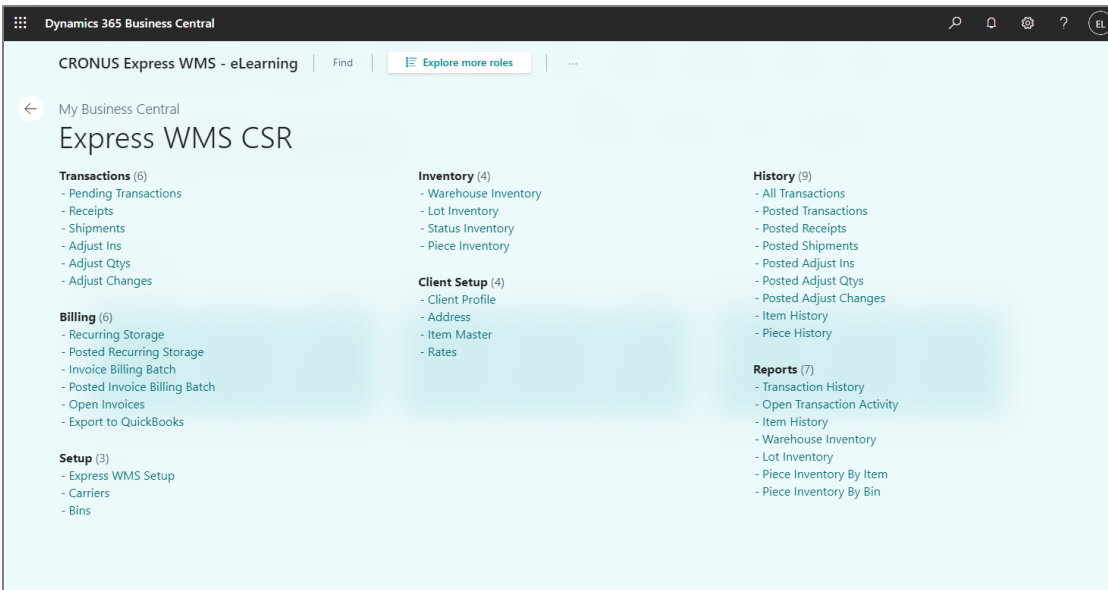 Dynamics 365 Business Central
EL
CRONUS Express WMS - eLearning
Find
Explore more roles
...
My Business Central
Express WMS CSR
Transactions (6)
- Pending Transactions
- Receipts
- Shipments
- Adjust Ins
- Adjust Qtys
- Adjust Changes
Billing (6)
- Recurring Storage
- Posted Recurring Storage
- Invoice Billing Batch
- Posted Invoice Billing Batch
- Open Invoices
- Export to QuickBooks
Setup (3)
- Express WMS Setup
- Carriers
- Bins
Inventory (4)
- Warehouse Inventory
- Lot Inventory
- Status Inventory
- Piece Inventory
Client Setup (4)
- Client Profile
- Address
- Item Master
- Rates
History (9)
- All Transactions
- Posted Transactions
- Posted Receipts
- Posted Shipments
- Posted Adjust Ins
- Posted Adjust Qtys
- Posted Adjust Changes
- Item History
- Piece History
Reports (7)
- Transaction History
- Open Transaction Activity
- Item History
- Warehouse Inventory
- Lot Inventory
- Piece Inventory By Item
- Piece Inventory By Bin